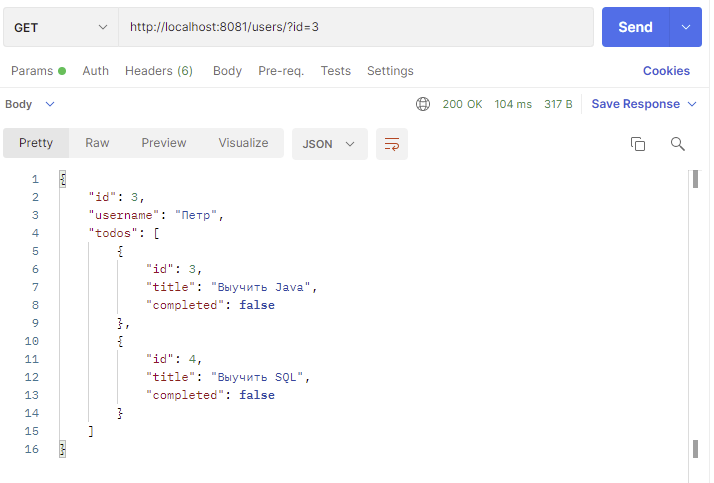 GET http://localhost:8081/users/?id=3 Send
Params Auth Headers (6) Body Pre-req. Tests Settings Cookies
Body 200 OK 104 ms 317 B Save Response
Pretty Raw Preview Visualize JSON
1 {
2 "id": 3,
3 "username": "Петр",
4 "todos": [
5 {
6 "id": 3,
7 "title": "Выучить Java",
8 "completed": false
9 },
10 {
11 "id": 4,
12 "title": "Выучить SQL",
13 "completed": false
14 }
15 ]
16 }